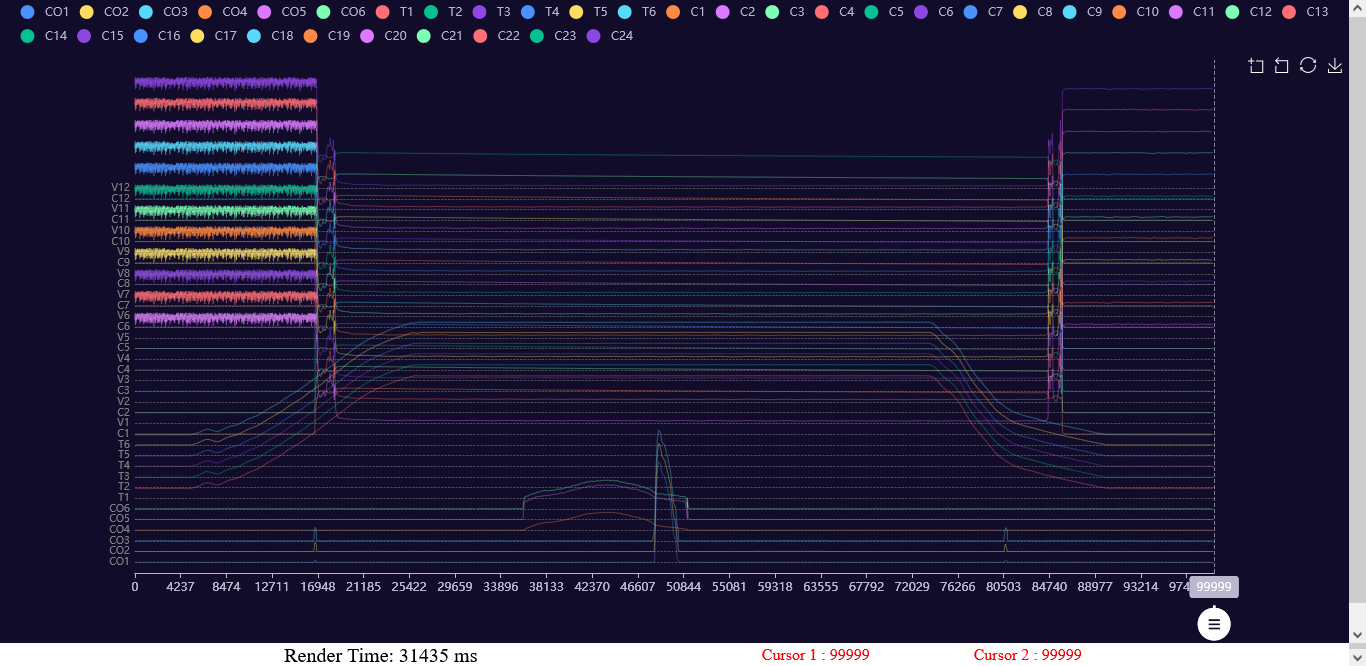 CO1 CO2 CO3 CO4 CO5 CO6 T1 T2 T3 T4 T5 T6 C1 C2 C3 C4 C5 C6 C7 C8 C9 C10 C11 C12 C13
C14 C15 C16 C17 C18 C19 C20 C21 C22 C23 C24
V12
C12
V11
C11
V10
C10
V9
C9
V8
C8
V7
C7
V6
C6
V5
C5
V4
C4
V3
C3
V2
C2
V1
C1
T6
T5
T4
T3
T2
T1
CO6
CO5
CO4
CO3
CO2
CO1
0 4237 8474 12711 16948 21185 25422 29659 33896 38133 42370 46607 50844 55081 59318 63555 67792 72029 76266 80503 84740 88977 93214 974 99999
Render Time: 31435 ms Cursor 1 : 99999 Cursor 2 : 99999